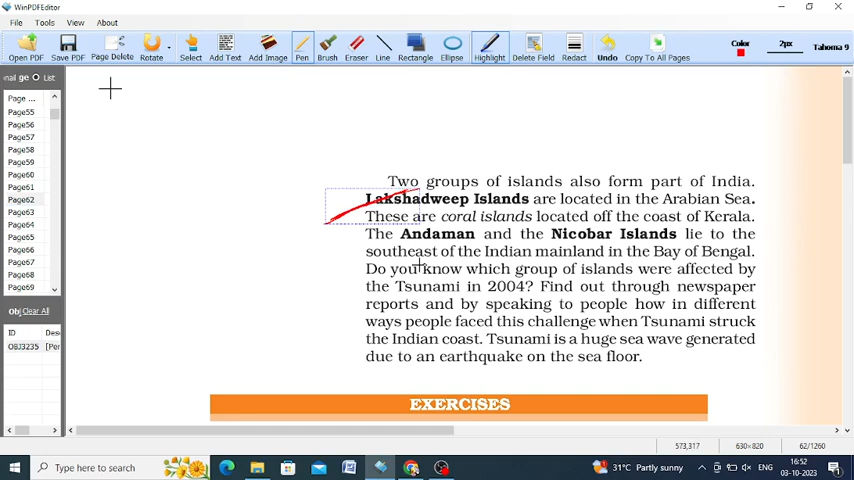 WinPDFEditor
File Tools View About
Open PDF Save PDF Page Delete Rotate Select Add Text Add Image Pen Brush Eraser Line Rectangle Ellipse Highlight Delete Field Redact Undo Copy To All Pages Color 2px Tahoma 9
nal ge List
Page ...
Page55
Page56
Page57
Page58
Page59
Page60
Page61
Page62
Page63
Page64
Page65
Page66
Page67
Page68
Page69
Obj Clear All
ID Des
OBJ3235 [Per
Two groups of islands also form part of India.
Lakshadweep Islands are located in the Arabian Sea.
These are coral islands located off the coast of Kerala.
The Andaman and the Nicobar Islands lie to the
southeast of the Indian mainland in the Bay of Bengal.
Do you know which group of islands were affected by
the Tsunami in 2004? Find out through newspaper
reports and by speaking to people how in different
ways people faced this challenge when Tsunami struck
the Indian coast. Tsunami is a huge sea wave generated
due to an earthquake on the sea floor.
EXERCISES
573,317 630×820 62/1260
Type here to search 31°C Partly sunny ENG 16:52
03-10-2023 1